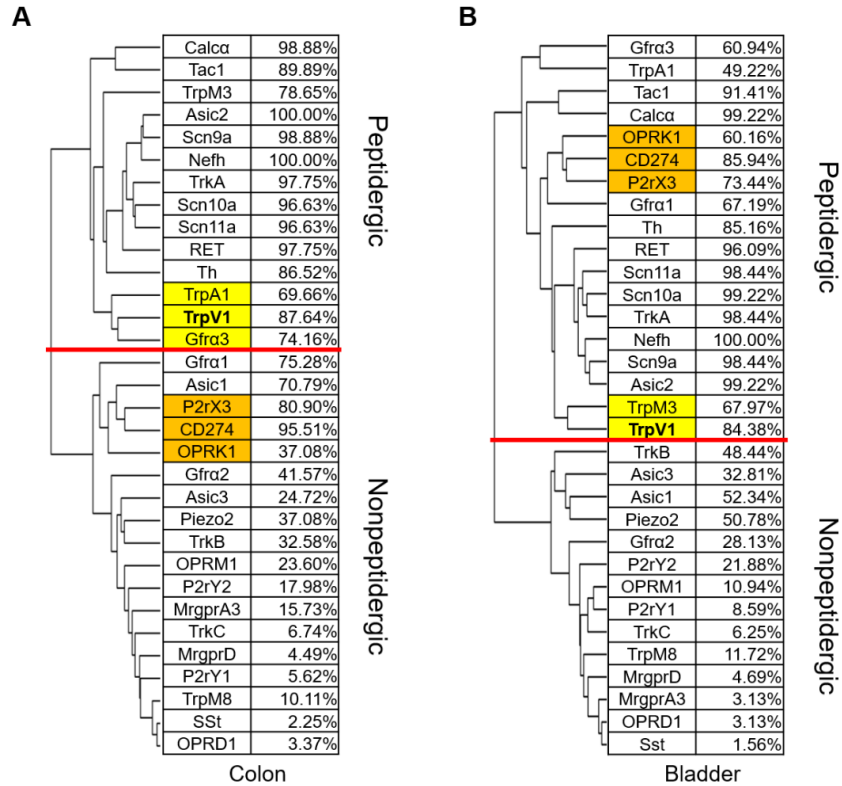 A
Calcα 98.88%
Tac1 89.89%
TrpM3 78.65%
Asic2 100.00%
Scn9a 98.88%
Nefh 100.00%
TrkA 97.75%
Scn10a 96.63%
Scn11a 96.63%
RET 97.75%
Th 86.52%
TrpA1 69.66%
TrpV1 87.64%
Gfrα3 74.16%
Gfrα1 75.28%
Asic1 70.79%
P2rX3 80.90%
CD274 95.51%
OPRK1 37.08%
Gfrα2 41.57%
Asic3 24.72%
Piezo2 37.08%
TrkB 32.58%
OPRM1 23.60%
P2rY2 17.98%
MrgprA3 15.73%
TrkC 6.74%
MrgprD 4.49%
P2rY1 5.62%
TrpM8 10.11%
SSt 2.25%
OPRD1 3.37%
Peptidergic
Nonpeptidergic
Colon
B
Gfrα3 60.94%
TrpA1 49.22%
Tac1 91.41%
Calcα 99.22%
OPRK1 60.16%
CD274 85.94%
P2rX3 73.44%
Gfrα1 67.19%
Th 85.16%
RET 96.09%
Scn11a 98.44%
Scn10a 99.22%
TrkA 98.44%
Nefh 100.00%
Scn9a 98.44%
Asic2 99.22%
TrpM3 67.97%
TrpV1 84.38%
TrkB 48.44%
Asic3 32.81%
Asic1 52.34%
Piezo2 50.78%
Gfrα2 28.13%
P2rY2 21.88%
OPRM1 10.94%
P2rY1 8.59%
TrkC 6.25%
TrpM8 11.72%
MrgprD 4.69%
MrgprA3 3.13%
OPRD1 3.13%
Sst 1.56%
Peptidergic
Nonpeptidergic
Bladder